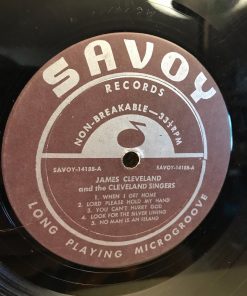 SAVOY
RECORDS
NON-BREAKABLE—33⅓ RPM
SAVOY-14188-A SAVOY-14188-A
JAMES CLEVELAND
and the CLEVELAND SINGERS
1. WHEN I GET HOME
2. LORD PLEASE HOLD MY HAND
3. YOU CAN'T HURRY GOD
4. LOOK FOR THE SILVER LINING
5. NO MAN IS AN ISLAND
LONG PLAYING MICROGROOVE